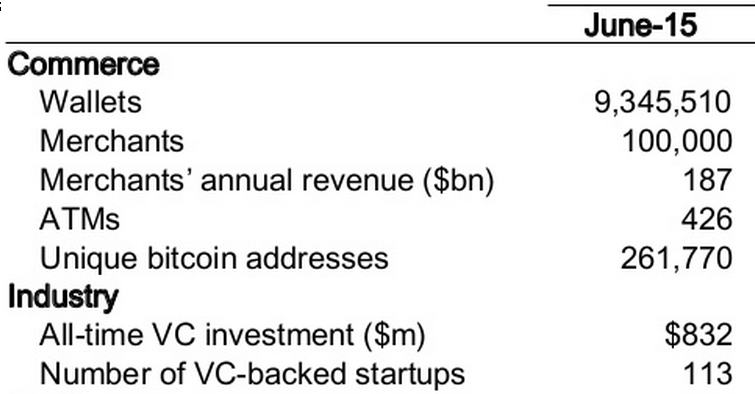 June-15
Commerce
Wallets 9,345,510
Merchants 100,000
Merchants’ annual revenue ($bn) 187
ATMs 426
Unique bitcoin addresses 261,770
Industry
All-time VC investment ($m) $832
Number of VC-backed startups 113